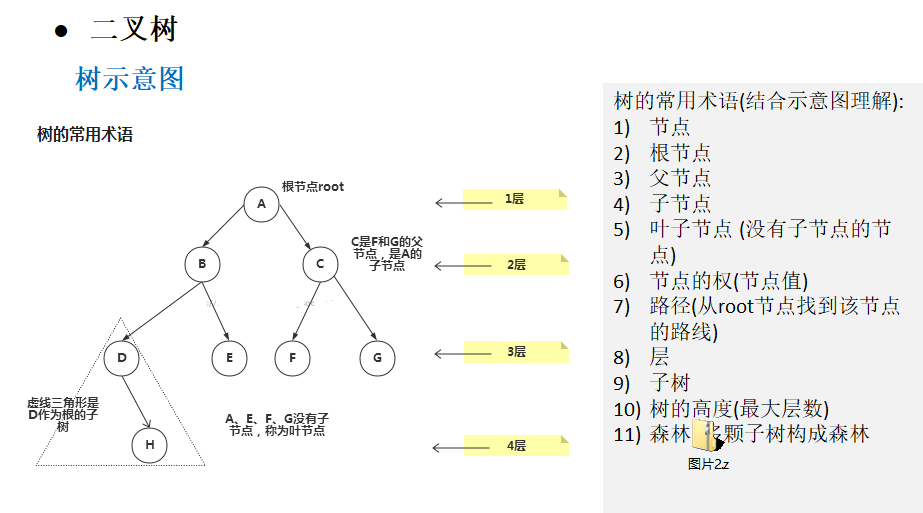 ● 二叉树
树示意图
树的常用术语
根节点root
A
1层
C是F和G的父
节点，是A的
子节点
B
C
2层
D
E
F
G
3层
虚线三角形是
D作为根的子
树
A、E、F、G没有子
节点，称为叶节点
H
4层
树的常用术语(结合示意图理解):
1) 节点
2) 根节点
3) 父节点
4) 子节点
5) 叶子节点 (没有子节点的节
点)
6) 节点的权(节点值)
7) 路径(从root节点找到该节点
的路线)
8) 层
9) 子树
10) 树的高度(最大层数)
11) 森林 颗子树构成森林
图片2.z